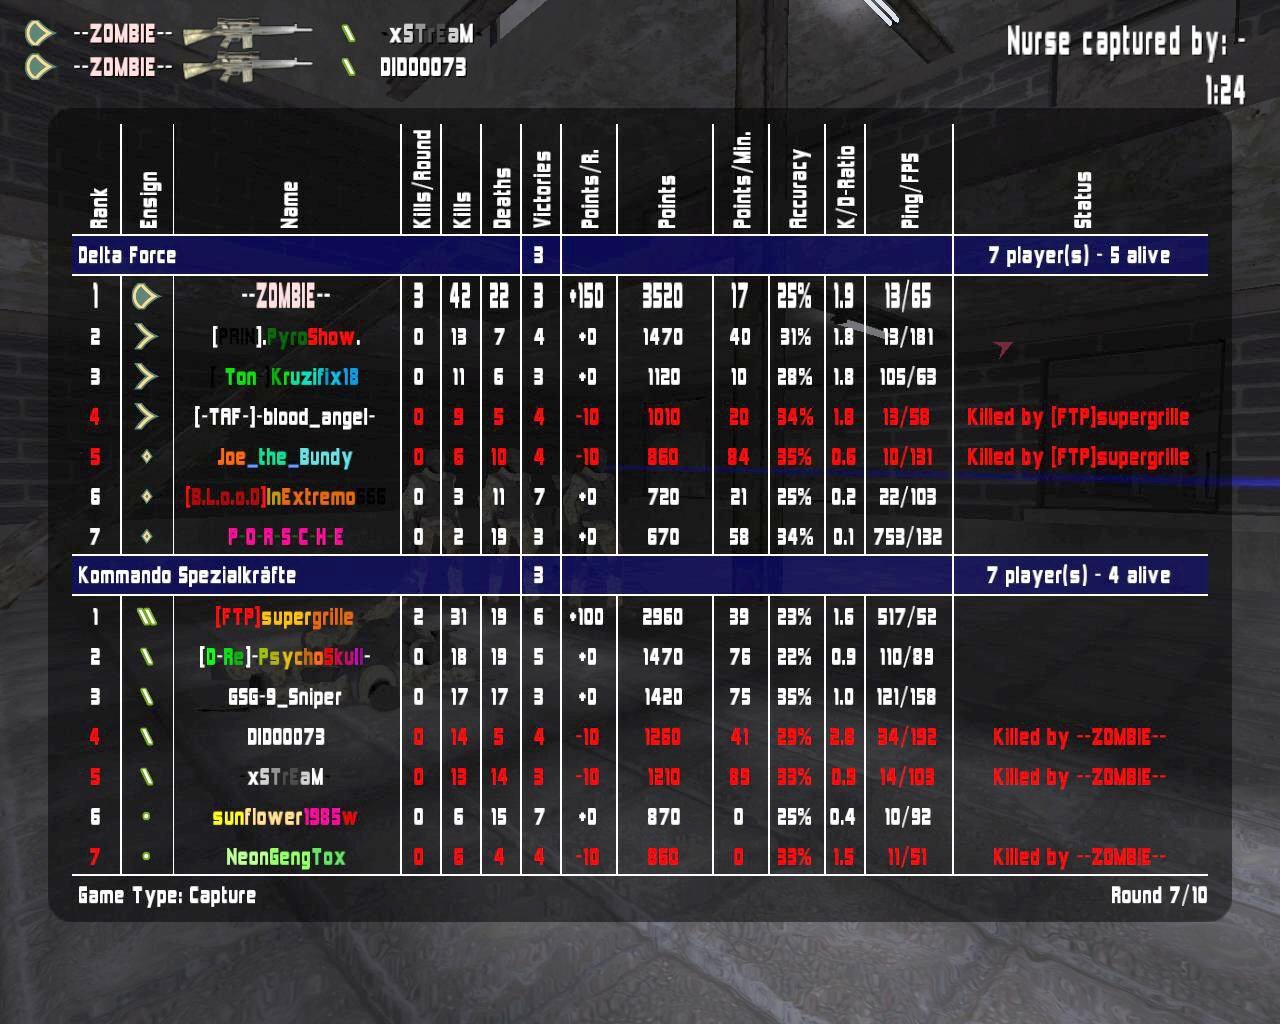 --ZOMBIE-- xSTrEaM
--ZOMBIE-- DIDO0073
Nurse captured by: -
1:24
Rank Ensign Name Kills/Round Kills Deaths Victories Points/R. Points Points/Min. Accuracy K/D-Ratio Ping/FPS Status
Delta Force 3 7 player(s) - 5 alive
1 --ZOMBIE-- 3 42 22 3 +150 3520 17 25% 1.9 13/65
2 [PAIN].PyroShow. 0 13 7 4 +0 1470 40 31% 1.8 13/181
3 Ton Kruzifix18 0 11 6 3 +0 1120 10 28% 1.8 105/63
4 [-TAF-]-blood_angel- 0 9 5 4 -10 1010 20 34% 1.8 13/58 Killed by [FTP]supergrille
5 Joe_the_Bundy 0 6 10 4 -10 860 84 35% 0.6 10/131 Killed by [FTP]supergrille
6 [B.L.o.o.D]InExtremo666 0 3 11 7 +0 720 21 25% 0.2 22/103
7 P-O-R-S-C-H-E 0 2 19 3 +0 670 58 34% 0.1 753/132
Kommando Spezialkräfte 3 7 player(s) - 4 alive
1 [FTP]supergrille 2 31 19 6 +100 2960 39 23% 1.6 517/52
2 [D-Re]-PsychoSkull- 0 18 19 5 +0 1470 76 22% 0.9 110/89
3 GSG-9_Sniper 0 17 17 3 +0 1420 75 35% 1.0 121/158
4 DIDO0073 0 14 5 4 -10 1260 41 29% 2.8 34/192 Killed by --ZOMBIE--
5 xSTrEaM 0 13 14 3 -10 1210 89 33% 0.9 14/103 Killed by --ZOMBIE--
6 sunflower1985w 0 6 15 7 +0 870 0 25% 0.4 10/92
7 NeonGengTox 0 6 4 4 -10 860 0 33% 1.5 11/51 Killed by --ZOMBIE--
Game Type: Capture Round 7/10